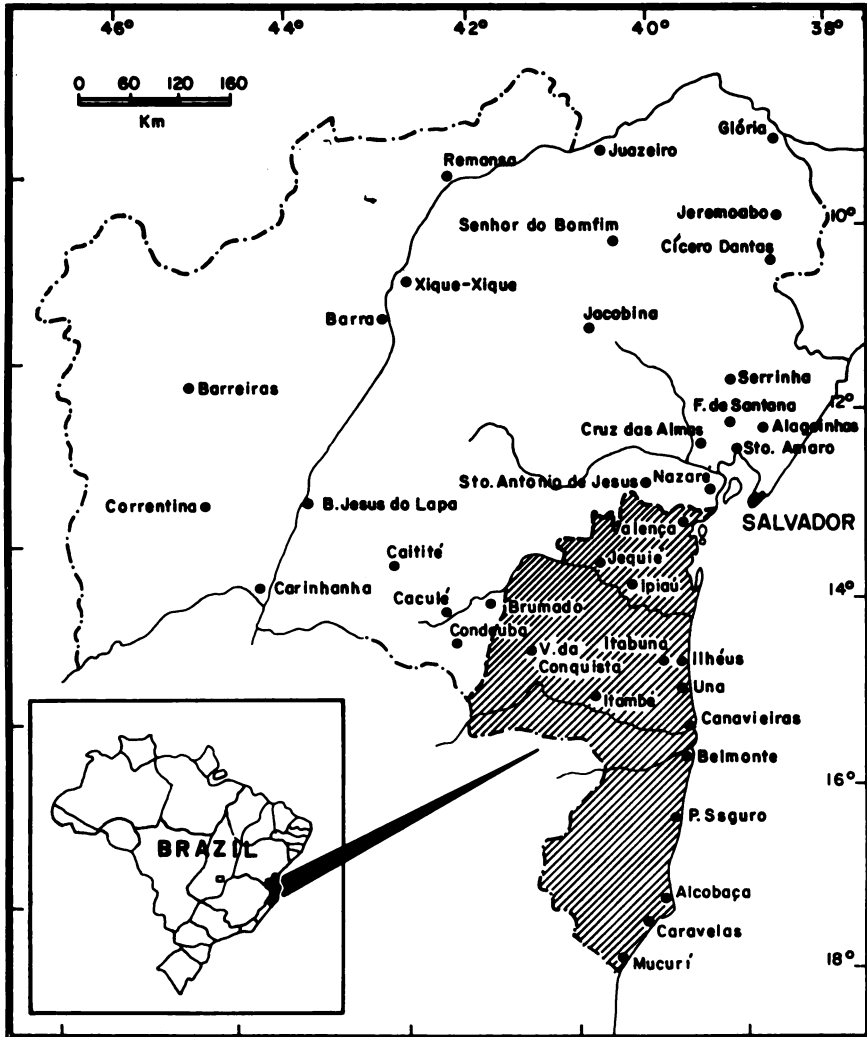 46° 42° 40° 38°
0 60 120 160
Km
Glória
Juazeiro
Remansa
Jeremoabo
10°
Senhor do Bomfim
Cícero Dantas
Xique-Xique
Barra
Jacobina
Serrinha
Barreiras
12°
F. de Santana
Alagoinhas
Cruz das Almas
Sto. Amaro
Sto. Antonio de Jesus
Nazaré
Correntina
B. Jesus do Lapa
SALVADOR
Valença
Caitité
Jequié
Ipiaú
14°
Carinhanha
Caculé
Brumado
Condeuba
Itabuna
V. da
Conquista
ilhéus
Una
Itambé
Canavieiras
Belmonte
16°
P. Ssguro
BRAZIL
Alcobaça
Caravelas
Mucurí
18°